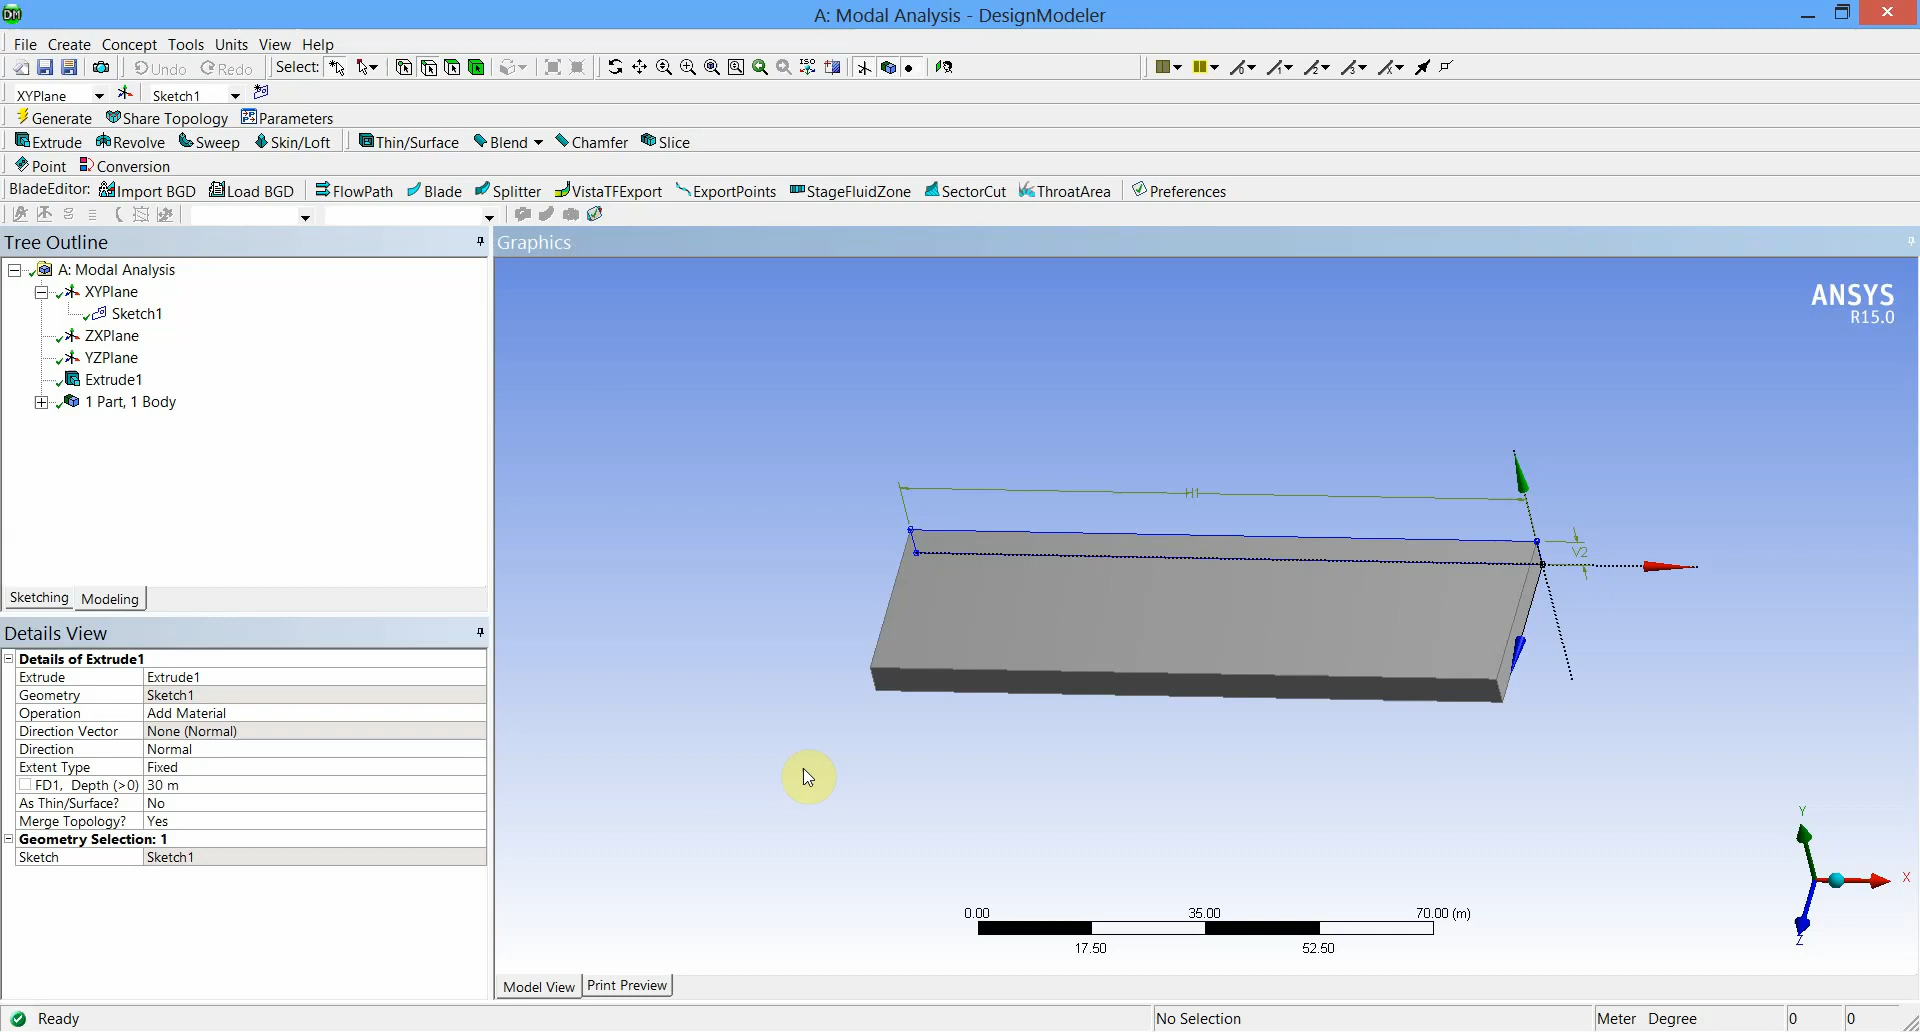 DM
A: Modal Analysis - DesignModeler
File Create Concept Tools Units View Help
Undo Redo Select: ISO
XYPlane Sketch1
Generate Share Topology Parameters
Extrude Revolve Sweep Skin/Loft Thin/Surface Blend Chamfer Slice
Point Conversion
BladeEditor: Import BGD Load BGD FlowPath Blade Splitter VistaTFExport ExportPoints StageFluidZone SectorCut ThroatArea Preferences
Tree Outline
Graphics
A: Modal Analysis
XYPlane
Sketch1
ZXPlane
YZPlane
Extrude1
1 Part, 1 Body
Sketching Modeling
Details View
Details of Extrude1
Extrude Extrude1
Geometry Sketch1
Operation Add Material
Direction Vector None (Normal)
Direction Normal
Extent Type Fixed
FD1, Depth (>0) 30 m
As Thin/Surface? No
Merge Topology? Yes
Geometry Selection: 1
Sketch Sketch1
ANSYS
R15.0
H1
V2
Y
X
Z
0.00 35.00 70.00 (m)
17.50 52.50
Model View Print Preview
Ready
No Selection
Meter Degree 0 0